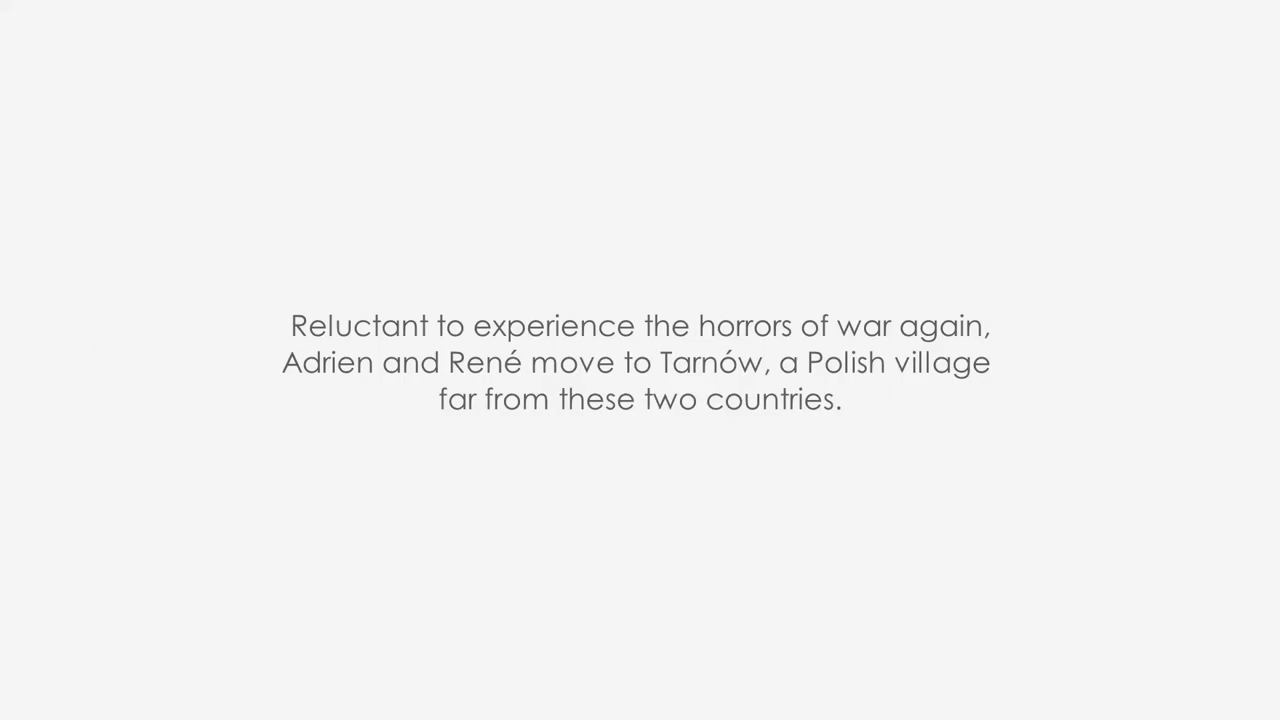 Reluctant to experience the horrors of war again,
Adrien and René move to Tarnów, a Polish village
far from these two countries.